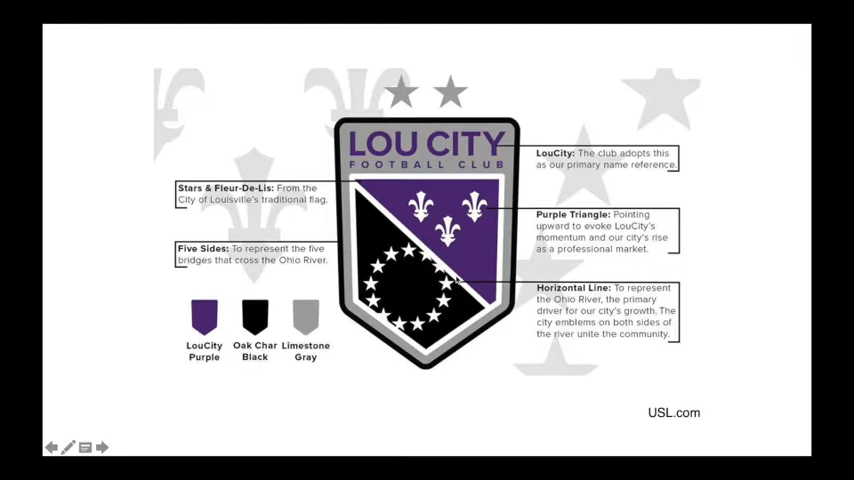 LOU CITY
FOOTBALL CLUB
LouCity: The club adopts this
as our primary name reference.
Stars & Fleur-De-Lis: From the
City of Louisville's traditional flag.
Purple Triangle: Pointing
upward to evoke LouCity's
momentum and our city's rise
as a professional market.
Five Sides: To represent the five
bridges that cross the Ohio River.
Horizontal Line: To represent
the Ohio River, the primary
driver for our city's growth. The
city emblems on both sides of
the river unite the community.
LouCity
Purple
Oak Char
Black
Limestone
Gray
USL.com